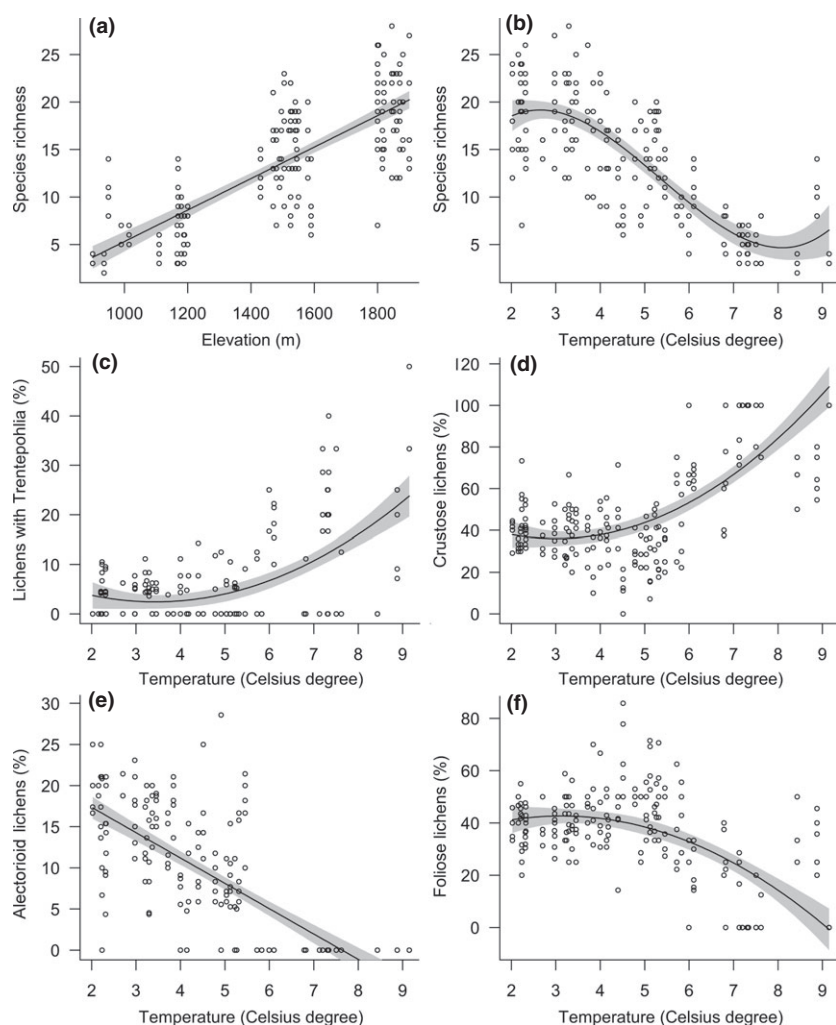 (a)
Species richness
25
20
15
10
5
1000 1200 1400 1600 1800
Elevation (m)
(b)
Species richness
25
20
15
10
5
2 3 4 5 6 7 8 9
Temperature (Celsius degree)
(c)
Lichens with Trentepohlia (%)
50
40
30
20
10
0
2 3 4 5 6 7 8 9
Temperature (Celsius degree)
(d)
Crustose lichens (%)
120
100
80
60
40
20
0
2 3 4 5 6 7 8 9
Temperature (Celsius degree)
(e)
Alectorioid lichens (%)
30
25
20
15
10
5
0
2 3 4 5 6 7 8 9
Temperature (Celsius degree)
(f)
Foliose lichens (%)
80
60
40
20
0
2 3 4 5 6 7 8 9
Temperature (Celsius degree)